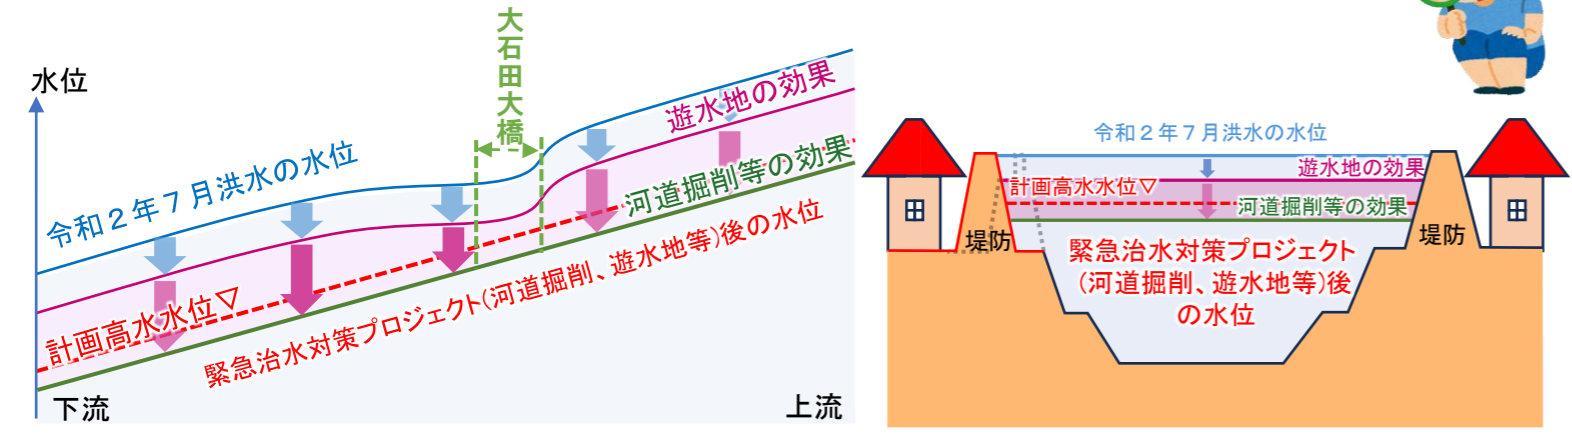 大石田大橋
水位
令和２年７月洪水の水位
遊水地の効果
河道掘削等の効果
計画高水水位▽
緊急治水対策プロジェクト(河道掘削、遊水地等)後の水位
下流
上流
令和２年７月洪水の水位
遊水地の効果
計画高水水位▽
河道掘削等の効果
堤防
堤防
緊急治水対策プロジェクト
(河道掘削、遊水地等)後
の水位